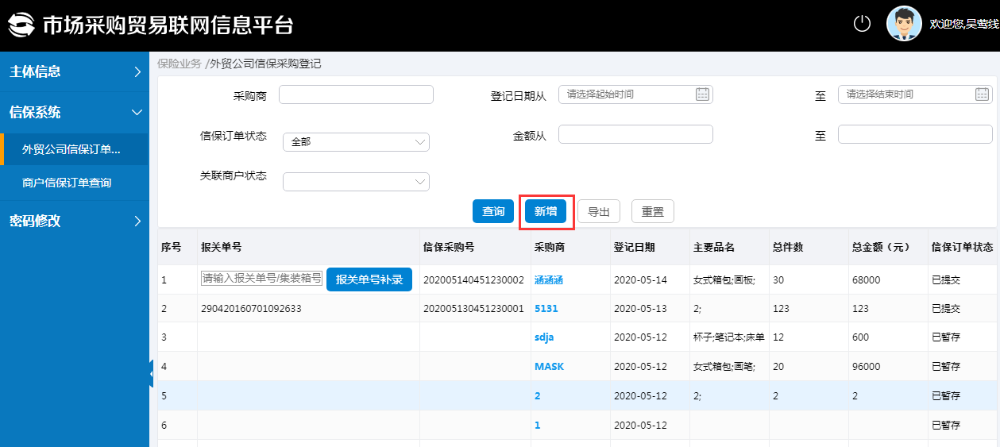 市场采购贸易联网信息平台
欢迎您,吴莺线
主体信息
信保系统
外贸公司信保订单...
商户信保订单查询
密码修改
保险业务 /外贸公司信保采购登记
采购商 登记日期从 请选择起始时间 至 请选择结束时间
信保订单状态 全部 金额从 至
关联商户状态
查询 新增 导出 重置
序号 报关单号 信保采购号 采购商 登记日期 主要品名 总件数 总金额（元） 信保订单状态
1 请输入报关单号/集装箱号 报关单号补录 202005140451230002 涵涵涵 2020-05-14 女式箱包;画板; 30 68000 已提交
2 290420160701092633 202005130451230001 5131 2020-05-13 2; 123 123 已提交
3 sdja 2020-05-12 杯子;笔记本;床单 12 600 已暂存
4 MASK 2020-05-12 女式箱包;画笔; 20 96000 已暂存
5 2 2020-05-12 2; 2 2 已暂存
6 1 2020-05-12 已暂存